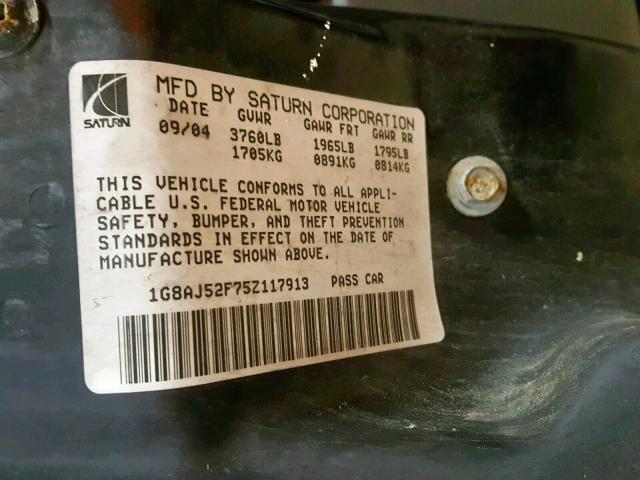 SATURN
MFD BY SATURN CORPORATION
DATE GVWR GAWR FRT GAWR RR
09/04 3760LB 1965LB 1795LB
1705KG 0891KG 0814KG
THIS VEHICLE CONFORMS TO ALL APPLI-
CABLE U.S. FEDERAL MOTOR VEHICLE
SAFETY, BUMPER, AND THEFT PREVENTION
STANDARDS IN EFFECT ON THE DATE OF
MANUFACTURE SHOWN ABOVE.
1G8AJ52F75Z117913 PASS CAR